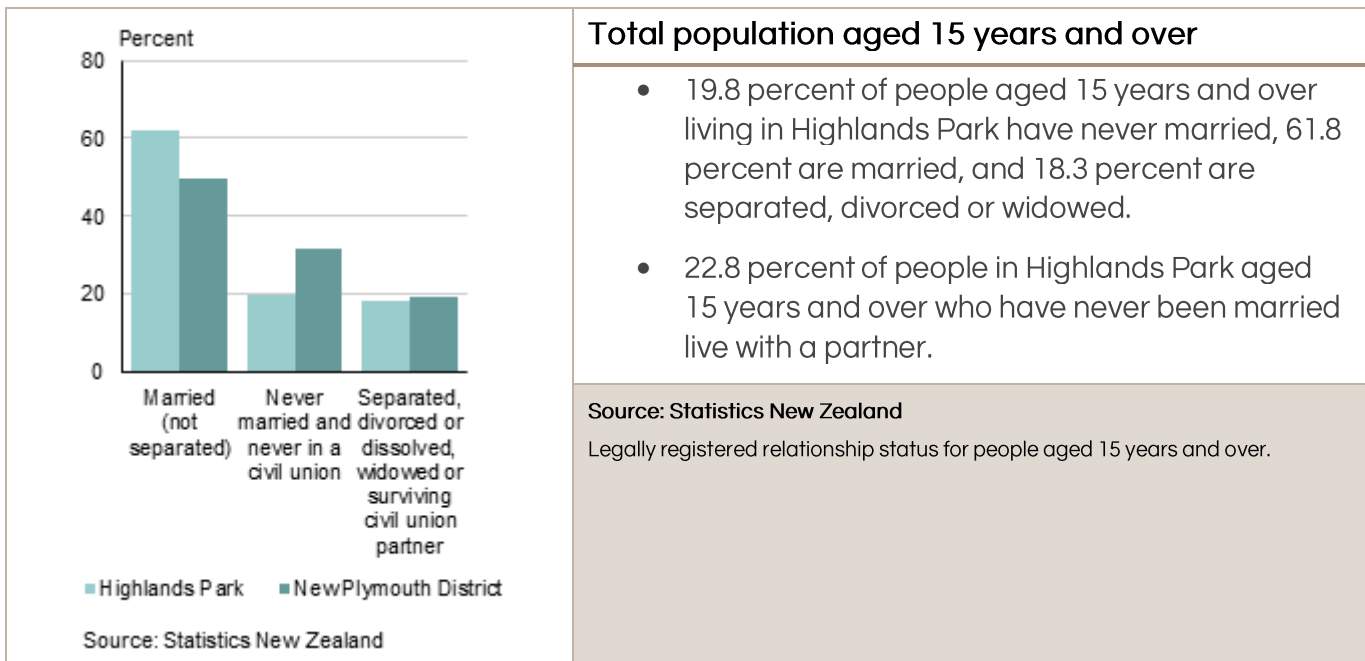 Percent
80
60
40
20
0
Married
(not
separated)
Never
married and
never in a
civil union
Separated,
divorced or
dissolved,
widowed or
surviving
civil union
partner
Highlands Park
New Plymouth District
Source: Statistics New Zealand
Total population aged 15 years and over
• 19.8 percent of people aged 15 years and over
living in Highlands Park have never married, 61.8
percent are married, and 18.3 percent are
separated, divorced or widowed.
• 22.8 percent of people in Highlands Park aged
15 years and over who have never been married
live with a partner.
Source: Statistics New Zealand
Legally registered relationship status for people aged 15 years and over.